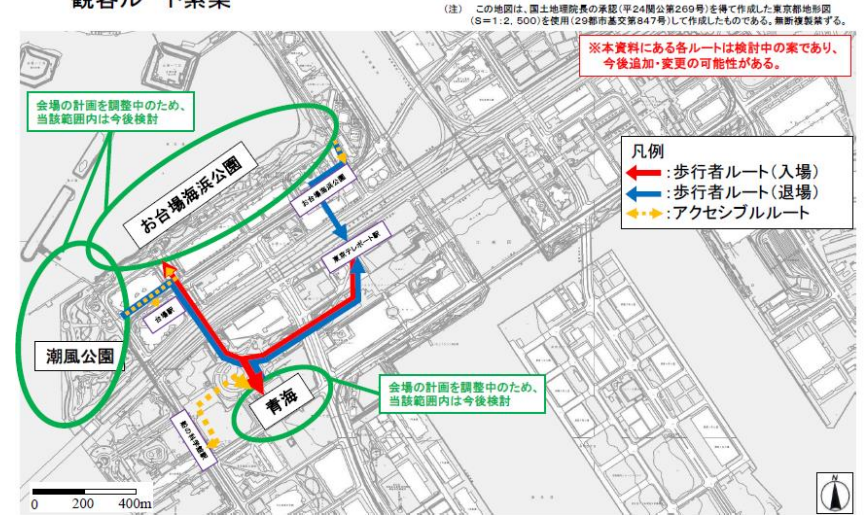 観客ルート素案
(注) この地図は、国土地理院長の承認(平24関公第269号)を得て作成した東京都地形図
(S=1:2,500)を使用(29都市基交第847号)して作成したものである。無断複製禁ずる。
※本資料にある各ルートは検討中の案であり、
今後追加・変更の可能性がある。
会場の計画を調整中のため、
当該範囲内は今後検討
凡例
:歩行者ルート(入場)
:歩行者ルート(退場)
:アクセシブルルート
お台場海浜公園
お台場海浜公園
東京テレポート駅
台場駅
潮風公園
青海
会場の計画を調整中のため、
当該範囲内は今後検討
船の科学館駅
0 200 400m
N